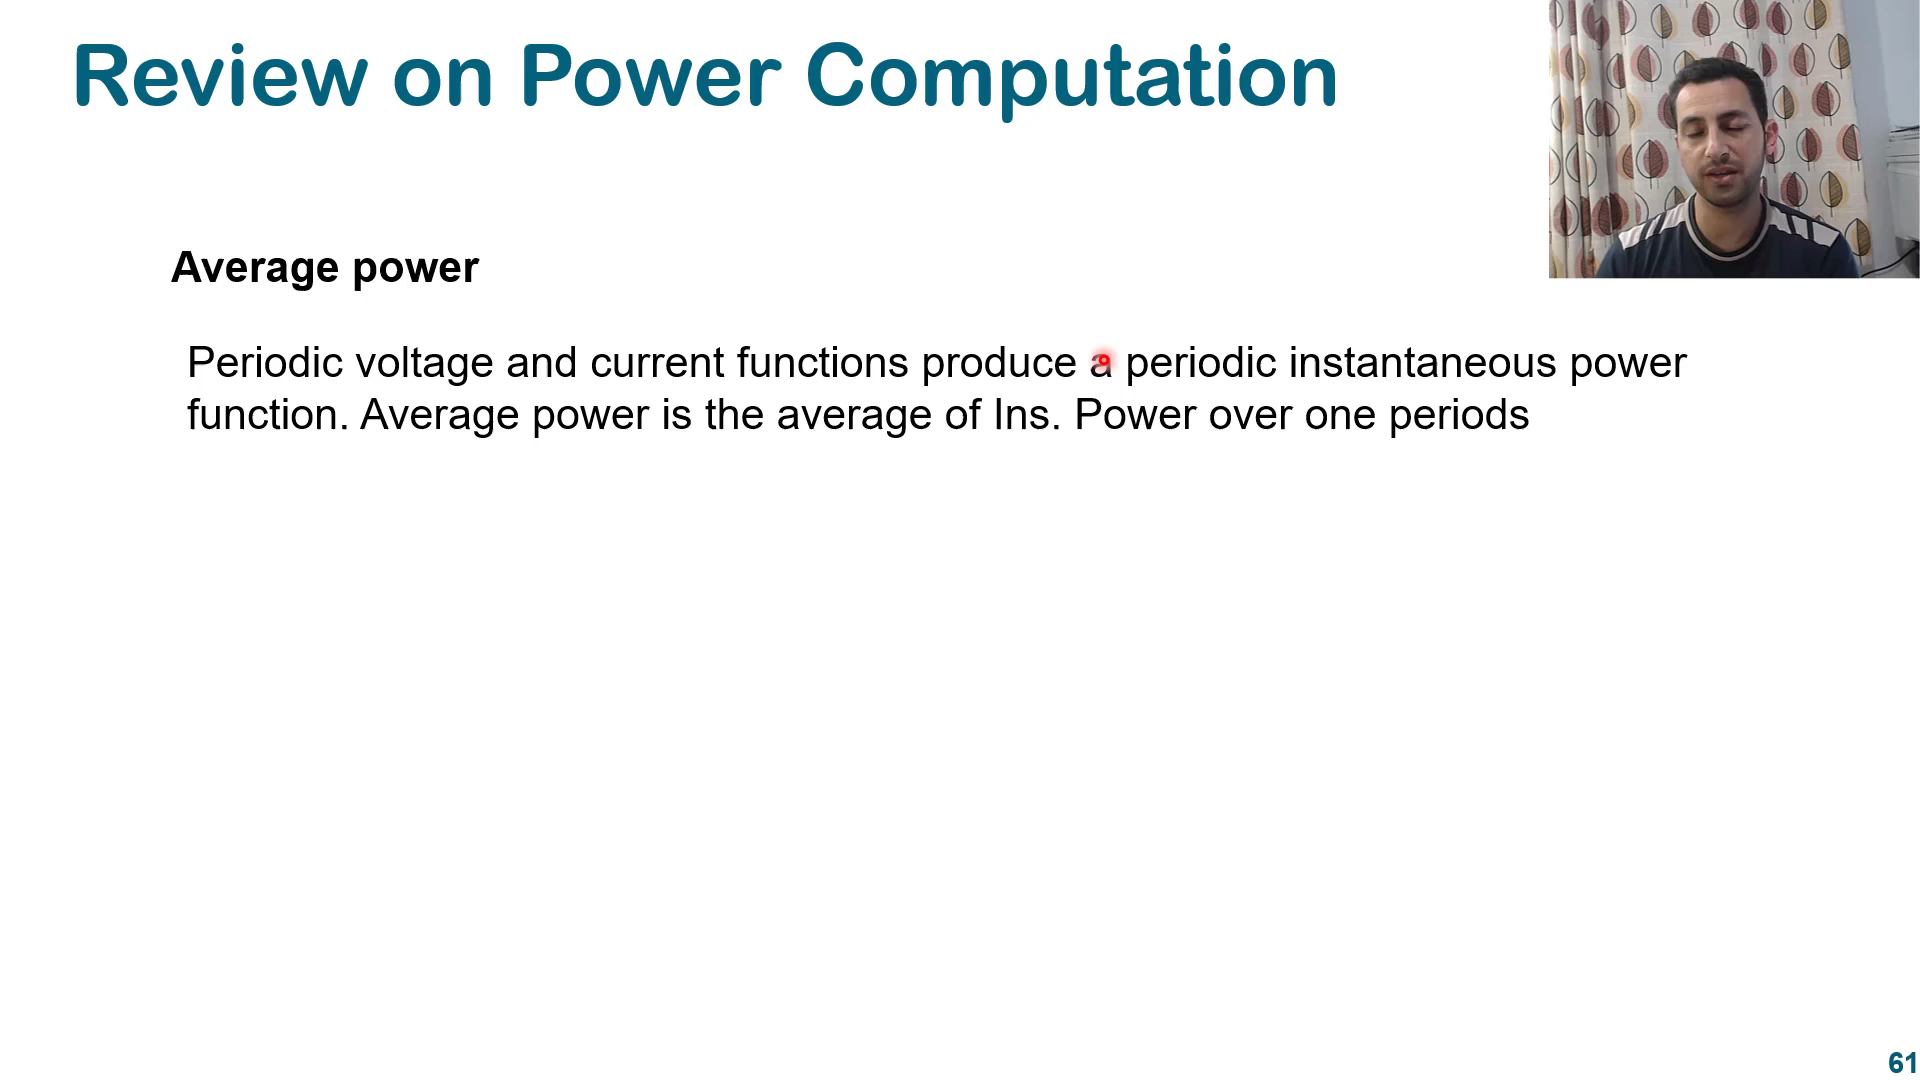 Review on Power Computation
Average power
Periodic voltage and current functions produce a periodic instantaneous power
function. Average power is the average of Ins. Power over one periods
61